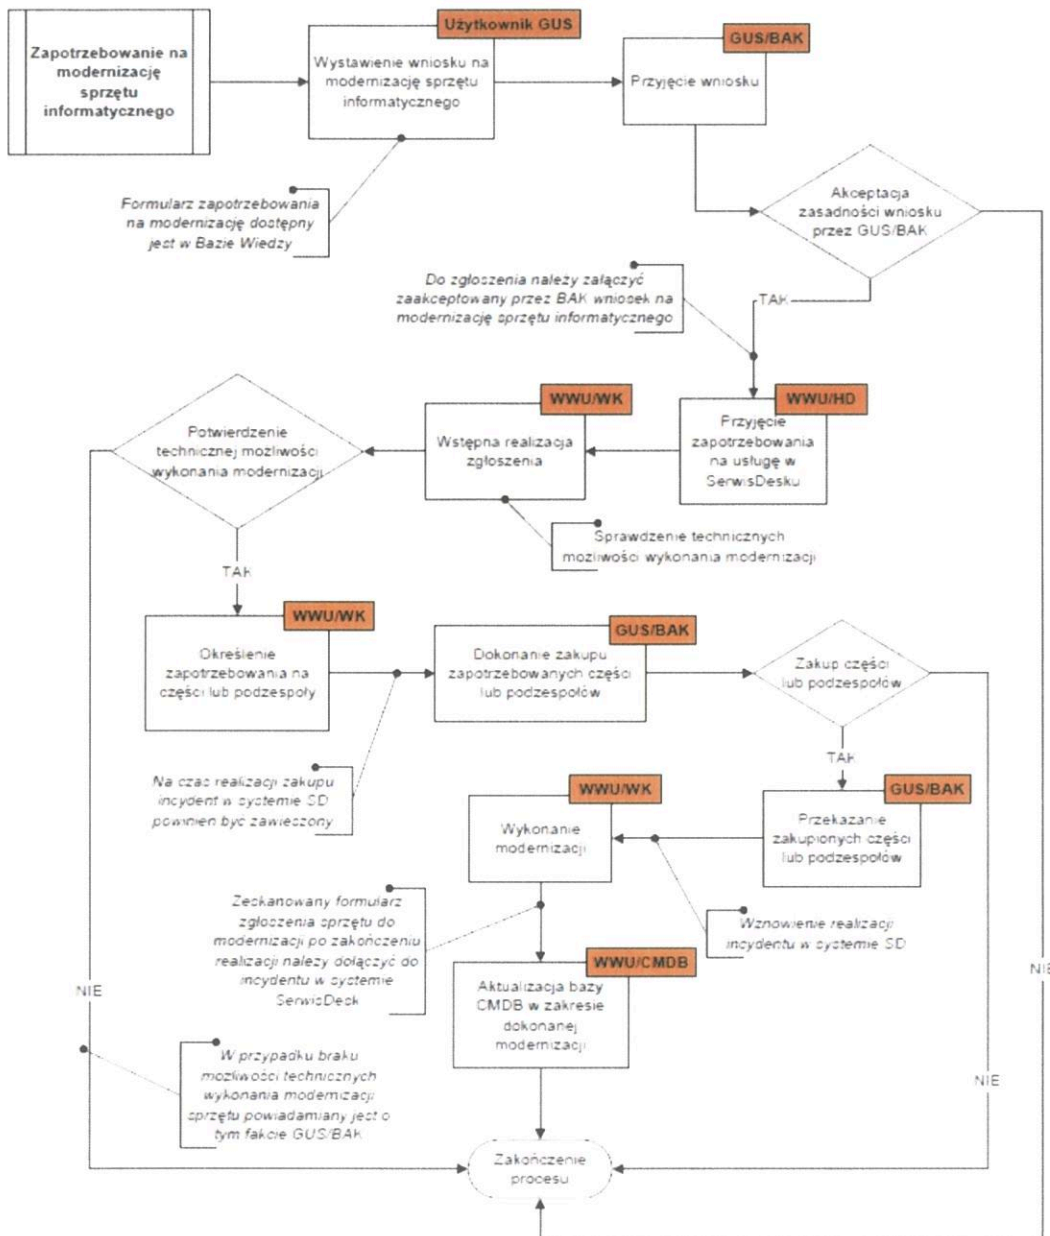 Zapotrzebowanie na
modernizację
sprzętu
informatycznego
Użytkownik GUS
Wystawienie wniosku na
modernizację sprzętu
informatycznego
GUS/BAK
Przyjęcie wniosku
Formularz zapotrzebowania
na modernizację dostępny
jest w Bazie Wiedzy
Akceptacja
zasadności wniosku
przez GUS/BAK
Do zgłoszenia należy załączyć
zaakceptowany przez BAK wniosek na
modernizację sprzętu informatycznego
TAK
WWU/HD
Przyjęcie
zapotrzebowania
na usługę w
SerwisDesku
WWU/WK
Wstępna realizacja
zgłoszenia
Potwierdzenie
technicznej możliwości
wykonania modernizacji
Sprawdzenie technicznych
możliwości wykonania modernizacji
TAK
WWU/WK
Określenie
zapotrzebowania na
części lub podzespoły
GUS/BAK
Dokonanie zakupu
zapotrzebowanych części
lub podzespołów
Zakup części
lub podzespołów
Na czas realizacji zakupu
incydent w systemie SD
powinien być zawieszony
TAK
GUS/BAK
Przekazanie
zakupionych części
lub podzespołów
WWU/WK
Wykonanie
modernizacji
Zeskanowany formularz
zgłoszenia sprzętu do
modernizacji po zakończeniu
realizacji należy dołączyć do
incydentu w systemie
SerwisDesk
Wznowienie realizacji
incydentu w systemie SD
WWU/CMDB
Aktualizacja bazy
CMDB w zakresie
dokonanej
modernizacji
NIE
NIE
NIE
W przypadku braku
możliwości technicznych
wykonania modernizacji
sprzętu powiadamiany jest o
tym fakcie GUS/BAK
Zakończenie
procesu